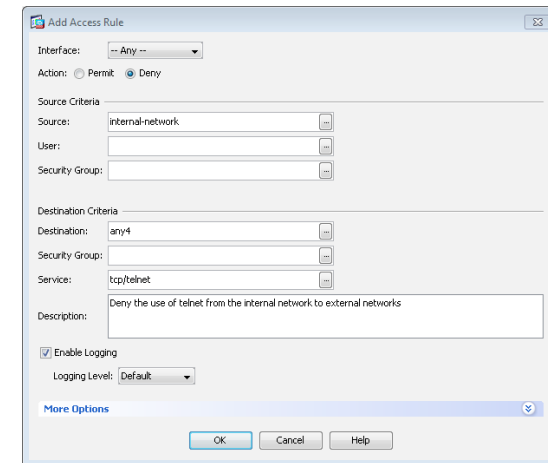 Add Access Rule
Interface: -- Any --
Action: Permit Deny
Source Criteria
Source: internal-network ...
User: ...
Security Group: ...
Destination Criteria
Destination: any4 ...
Security Group: ...
Service: tcp/telnet ...
Deny the use of telnet from the internal network to external networks
Description:
Enable Logging
Logging Level: Default
More Options
OK Cancel Help